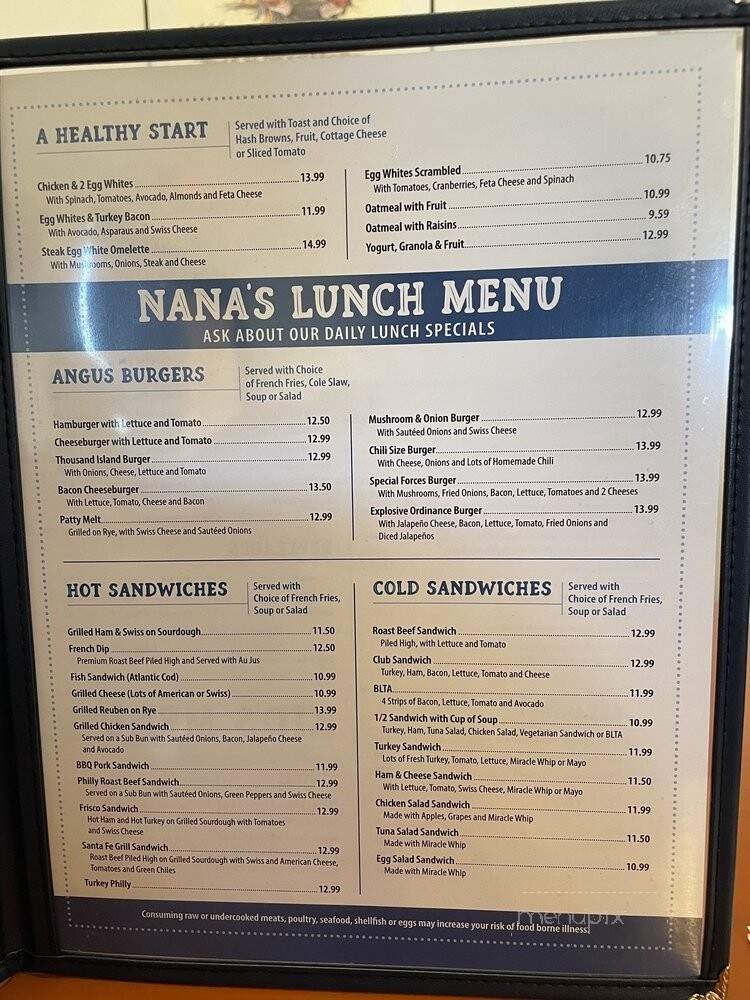 A HEALTHY START
Served with Toast and Choice of
Hash Browns, Fruit, Cottage Cheese
or Sliced Tomato
Chicken & 2 Egg Whites 13.99
With Spinach, Tomatoes, Avocado, Almonds and Feta Cheese
Egg Whites & Turkey Bacon 11.99
With Avocado, Asparaus and Swiss Cheese
Steak Egg White Omelette 14.99
With Mushrooms, Onions, Steak and Cheese
Egg Whites Scrambled 10.75
With Tomatoes, Cranberries, Feta Cheese and Spinach
Oatmeal with Fruit 10.99
Oatmeal with Raisins 9.59
Yogurt, Granola & Fruit 12.99
NANA'S LUNCH MENU
ASK ABOUT OUR DAILY LUNCH SPECIALS
ANGUS BURGERS
Served with Choice
of French Fries, Cole Slaw,
Soup or Salad
Hamburger with Lettuce and Tomato 12.50
Cheeseburger with Lettuce and Tomato 12.99
Thousand Island Burger 12.99
With Onions, Cheese, Lettuce and Tomato
Bacon Cheeseburger 13.50
With Lettuce, Tomato, Cheese and Bacon
Patty Melt 12.99
Grilled on Rye, with Swiss Cheese and Sautéed Onions
Mushroom & Onion Burger 12.99
With Sautéed Onions and Swiss Cheese
Chili Size Burger 13.99
With Cheese, Onions and Lots of Homemade Chili
Special Forces Burger 13.99
With Mushrooms, Fried Onions, Bacon, Lettuce, Tomatoes and 2 Cheeses
Explosive Ordinance Burger 13.99
With Jalapeño Cheese, Bacon, Lettuce, Tomato, Fried Onions and
Diced Jalapeños
HOT SANDWICHES
Served with
Choice of French Fries,
Soup or Salad
Grilled Ham & Swiss on Sourdough 11.50
French Dip 12.50
Premium Roast Beef Piled High and Served with Au Jus
Fish Sandwich (Atlantic Cod) 10.99
Grilled Cheese (Lots of American or Swiss) 10.99
Grilled Reuben on Rye 13.99
Grilled Chicken Sandwich 12.99
Served on a Sub Bun with Sautéed Onions, Bacon, Jalapeño Cheese
and Avocado
BBQ Pork Sandwich 11.99
Philly Roast Beef Sandwich 12.99
Served on a Sub Bun with Sautéed Onions, Green Peppers and Swiss Cheese
Frisco Sandwich 12.99
Hot Ham and Hot Turkey on Grilled Sourdough with Tomatoes
and Swiss Cheese
Santa Fe Grill Sandwich 12.99
Roast Beef Piled High on Grilled Sourdough with Swiss and American Cheese,
Tomatoes and Green Chiles
Turkey Philly 12.99
COLD SANDWICHES
Served with
Choice of French Fries,
Soup or Salad
Roast Beef Sandwich 12.99
Piled High, with Lettuce and Tomato
Club Sandwich 12.99
Turkey, Ham, Bacon, Lettuce, Tomato and Cheese
BLTA 11.99
4 Strips of Bacon, Lettuce, Tomato and Avocado
1/2 Sandwich with Cup of Soup 10.99
Turkey, Ham, Tuna Salad, Chicken Salad, Vegetarian Sandwich or BLTA
Turkey Sandwich 11.99
Lots of Fresh Turkey, Tomato, Lettuce, Miracle Whip or Mayo
Ham & Cheese Sandwich 11.50
With Lettuce, Tomato, Swiss Cheese, Miracle Whip or Mayo
Chicken Salad Sandwich 11.99
Made with Apples, Grapes and Miracle Whip
Tuna Salad Sandwich 11.50
Made with Miracle Whip
Egg Salad Sandwich 10.99
Made with Miracle Whip
Consuming raw or undercooked meats, poultry, seafood, shellfish or eggs may increase your risk of food borne illness.
menupix